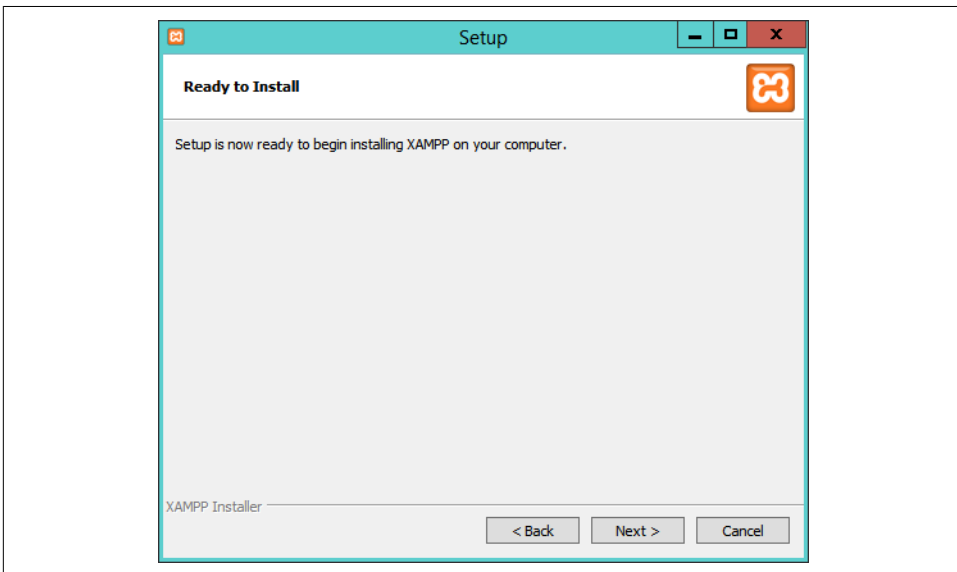 Setup
Ready to Install
Setup is now ready to begin installing XAMPP on your computer.
XAMPP Installer
< Back Next > Cancel